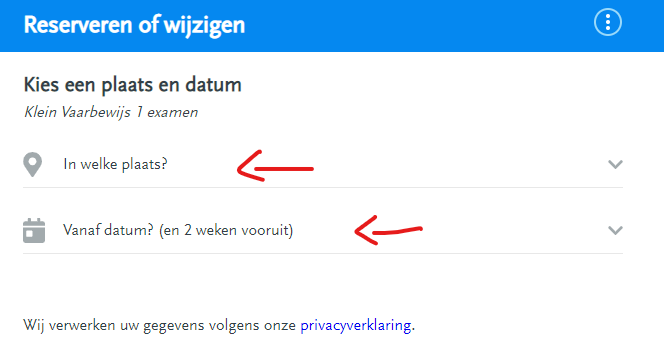 Reserveren of wijzigen
Kies een plaats en datum
Klein Vaarbewijs 1 examen
In welke plaats?
Vanaf datum? (en 2 weken vooruit)
Wij verwerken uw gegevens volgens onze privacyverklaring.